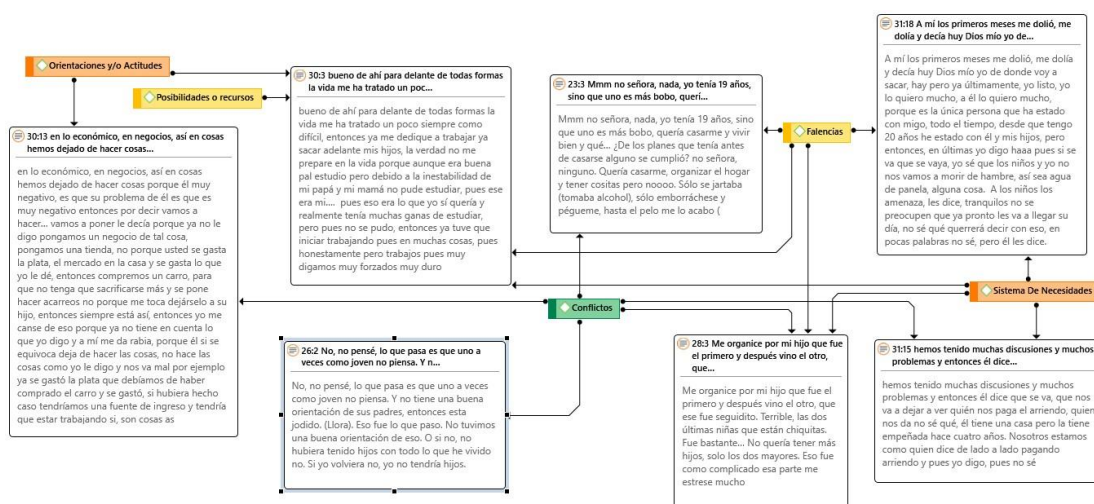 Orientaciones y/o Actitudes
Posibilidades o recursos
30:13 en lo económico, en negocios, así en cosas
hemos dejado de hacer cosas...
en lo económico, en negocios, así en cosas
hemos dejado de hacer cosas porque él muy
negativo, es que su problema de él es que es
muy negativo entonces por decir vamos a
hacer... vamos a poner le decía porque ya no le
digo pongamos un negocio de tal cosa,
pongamos una tienda, no porque usted se gasta
la plata, el mercado en la casa y se gasta lo que
yo le dé, entonces compremos un carro, para
que no tenga que sacrificarse más y se pone
hacer acarreos no porque me toca dejárselo a su
hijo, entonces siempre está así, entonces yo me
canse de eso porque ya no tiene en cuenta lo
que yo digo y a mí me da rabia, porque él si se
equivoca deja de hacer las cosas, no hace las
cosas como yo le digo y nos va mal por ejemplo
ya se gastó la plata que debíamos de haber
comprado el carro y se gastó, si hubiera hecho
caso tendríamos una fuente de ingreso y tendría
que estar trabajando si, son cosas as
30:3 bueno de ahí para delante de todas formas
la vida me ha tratado un poc...
bueno de ahí para delante de todas formas la
vida me ha tratado un poco siempre como
difícil, entonces ya me dedique a trabajar ya
sacar adelante mis hijos, la verdad no me
prepare en la vida porque aunque era buena
pal estudio pero debido a la inestabilidad de
mi papá y mi mamá no pude estudiar, pues ese
era mi.... pues eso era lo que yo sí quería y
realmente tenía muchas ganas de estudiar,
pero pues no se pudo, entonces ya tuve que
iniciar trabajando pues en muchas cosas, pues
honestamente pero trabajos pues muy
digamos muy forzados muy duro
23:3 Mmm no señora, nada, yo tenía 19 años,
sino que uno es más bobo, querí...
Mmm no señora, nada, yo tenía 19 años, sino
que uno es más bobo, quería casarme y vivir
bien y qué... ¿De los planes que tenía antes
de casarse alguno se cumplió? no señora,
ninguno. Quería casarme, organizar el hogar
y tener cositas pero noooo. Sólo se jartaba
(tomaba alcohol), sólo emborráchese y
pégueme, hasta el pelo me lo acabo (
Falencias
31:18 A mí los primeros meses me dolió, me
dolía y decía huy Dios mío yo de...
A mí los primeros meses me dolió, me dolía
y decía huy Dios mío yo de donde voy a
sacar, hay pero ya últimamente, yo listo, yo
lo quiero mucho, a él lo quiero mucho,
porque es la única persona que ha estado
con migo, todo el tiempo, desde que tengo
20 años he estado con él y mis hijos, pero
entonces, en últimas yo digo haaa pues si se
va que se vaya, yo sé que los niños y yo no
nos vamos a morir de hambre, así sea agua
de panela, alguna cosa. A los niños los
amenaza, les dice, tranquilos no se
preocupen que ya pronto les va a llegar su
día, no sé qué querrerá decir con eso, en
pocas palabras no sé, pero él les dice.
Sistema De Necesidades
Conflictos
26:2 No, no pensé, lo que pasa es que uno a
veces como joven no piensa. Y n...
No, no pensé, lo que pasa es que uno a veces
como joven no piensa. Y no tiene una buena
orientación de sus padres, entonces esta
jodido. (Llora). Eso fue lo que paso. No tuvimos
una buena orientación de eso. O si no, no
hubiera tenido hijos con todo lo que he vivido
no. Si yo volviera no, yo no tendría hijos.
28:3 Me organice por mi hijo que fue
el primero y después vino el otro,
que...
Me organice por mi hijo que fue el
primero y después vino el otro, que
ese fue seguidito. Terrible, las dos
últimas niñas que están chiquitas.
Fue bastante... No quería tener más
hijos, solo los dos mayores. Eso fue
como complicado esa parte me
estrese mucho
31:15 hemos tenido muchas discusiones y muchos
problemas y entonces él dice...
hemos tenido muchas discusiones y muchos
problemas y entonces él dice que se va, que nos
va a dejar a ver quién nos paga el arriendo, quien
nos da no sé qué, él tiene una casa pero la tiene
empeñada hace cuatro años. Nosotros estamos
como quien dice de lado a lado pagando
arriendo y pues yo digo, pues no sé